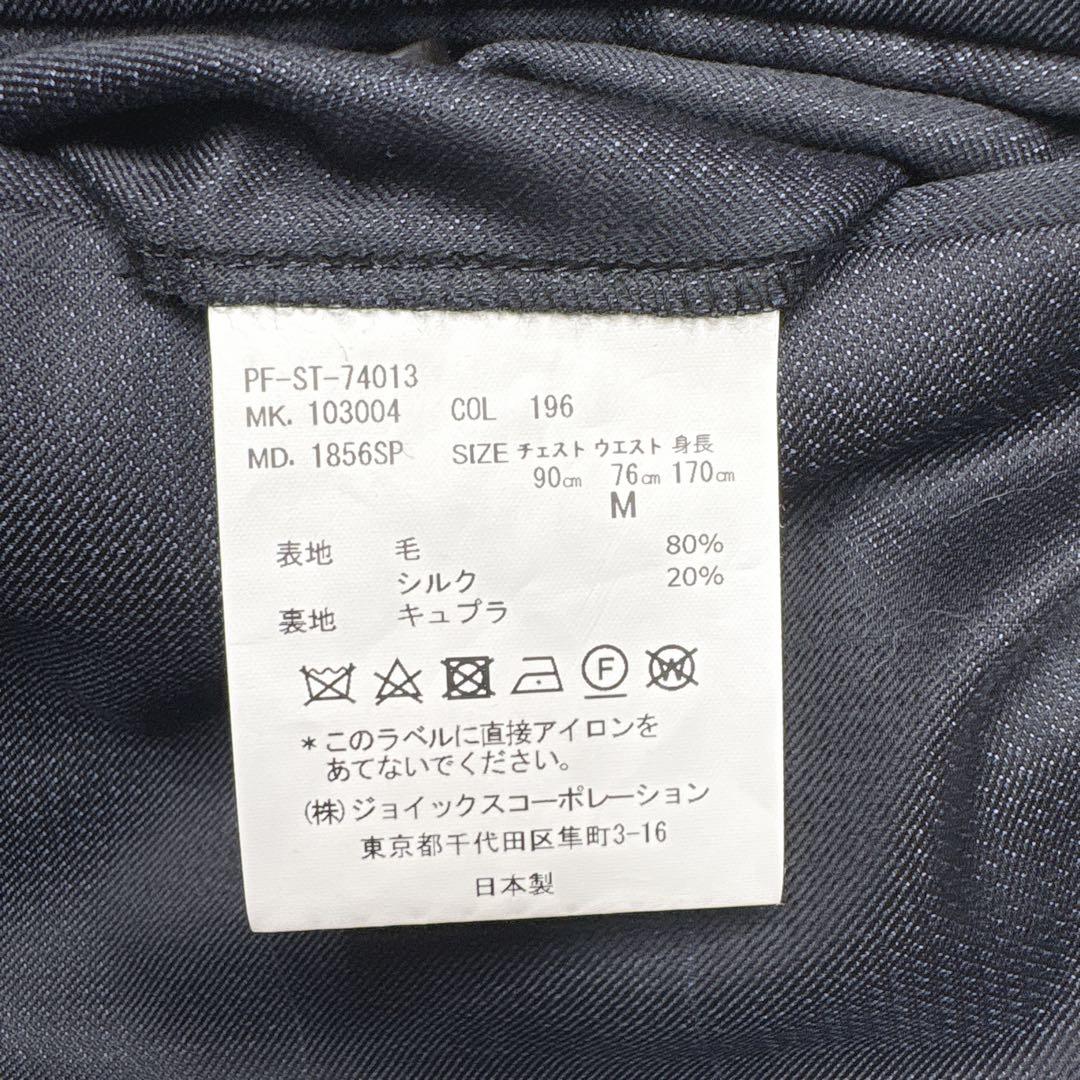 PF-ST-74013
MK. 103004 COL 196
MD. 1856SP SIZE チェスト ウエスト 身長
90㎝ 76㎝ 170㎝
M
表地 毛 80%
シルク 20%
裏地 キュプラ
F W
*このラベルに直接アイロンを
あてないでください。
(株)ジョイックスコーポレーション
東京都千代田区隼町3-16
日本製